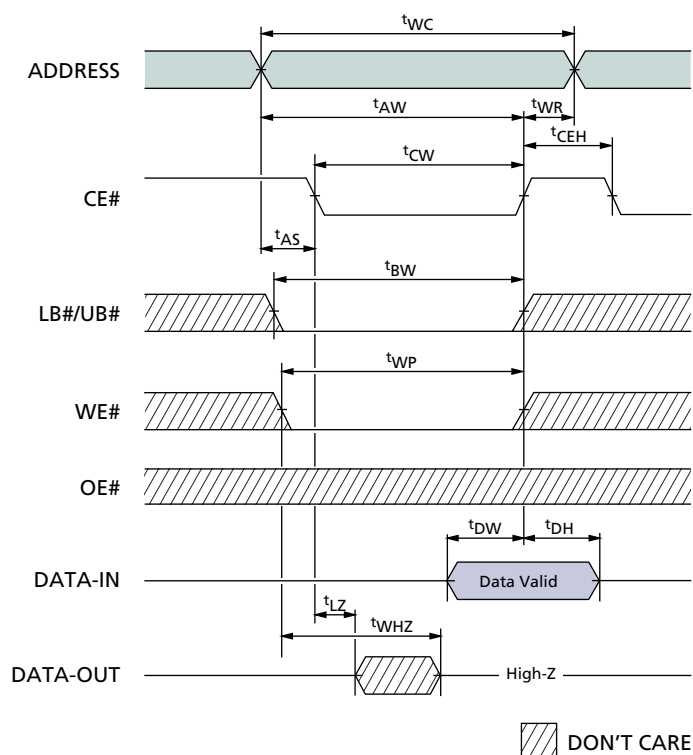 tWC
ADDRESS
tAW
tWR
tCEH
tCW
CE#
tAS
tBW
LB#/UB#
tWP
WE#
OE#
tDW
tDH
DATA-IN
Data Valid
tLZ
tWHZ
DATA-OUT
High-Z
DON'T CARE